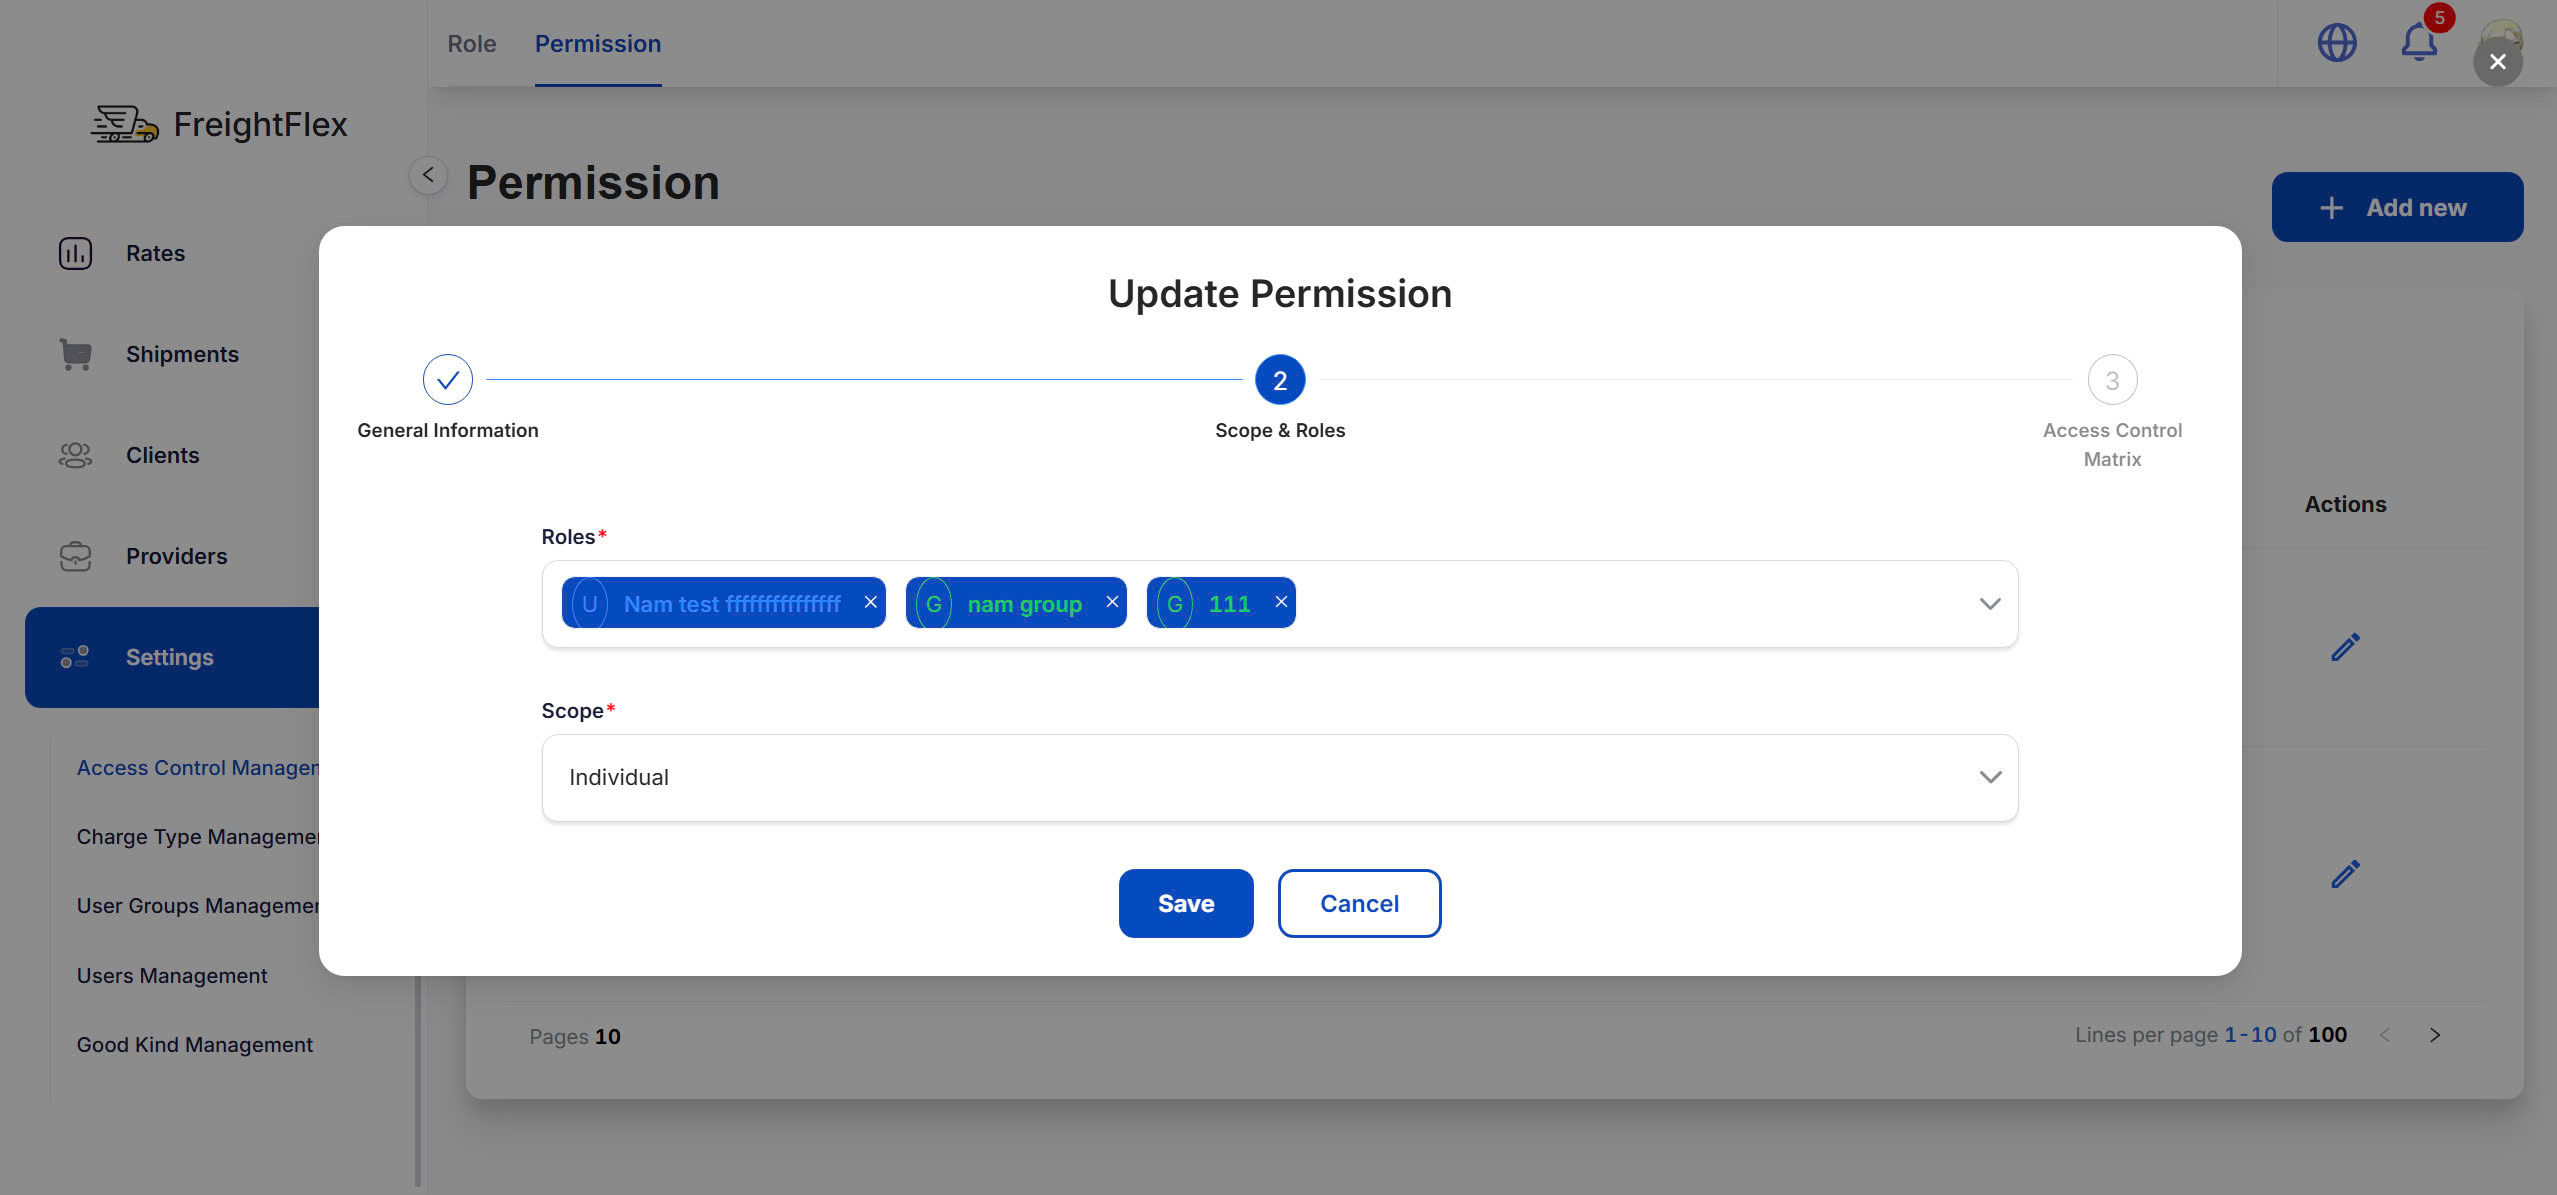 Role Permission
5
FreightFlex
Permission
Add new
Rates
Shipments
Clients
Providers
Settings
Access Control Managem
Charge Type Managemen
User Groups Managemen
Users Management
Good Kind Management
Update Permission
2
3
General Information
Scope & Roles
Access Control
Matrix
Actions
Roles*
U Nam test fffffffffffffff
G nam group
G 111
Scope*
Individual
Save
Cancel
Pages 10
Lines per page 1-10 of 100